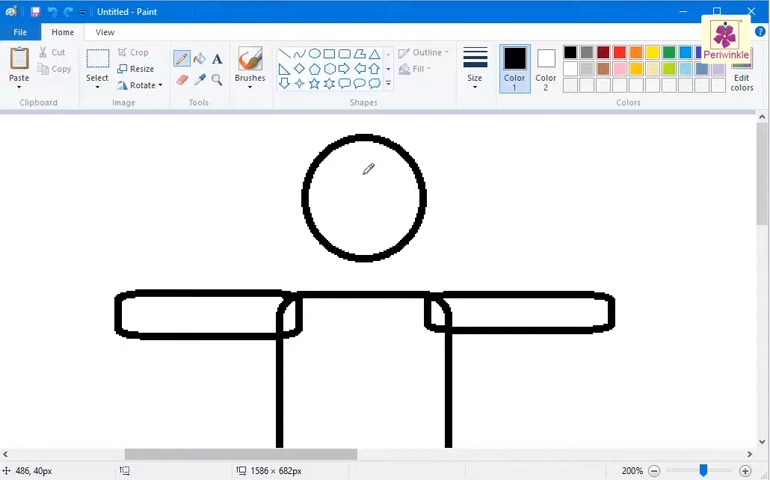 Untitled - Paint
File Home View
Periwinkle
Paste
Cut
Copy
Clipboard
Select
Crop
Resize
Rotate
Image
A
Tools
Brushes
Outline
Fill
Shapes
Size
Color
1
Color
2
Edit
colors
Colors
486, 40px
1586 × 682px
200%